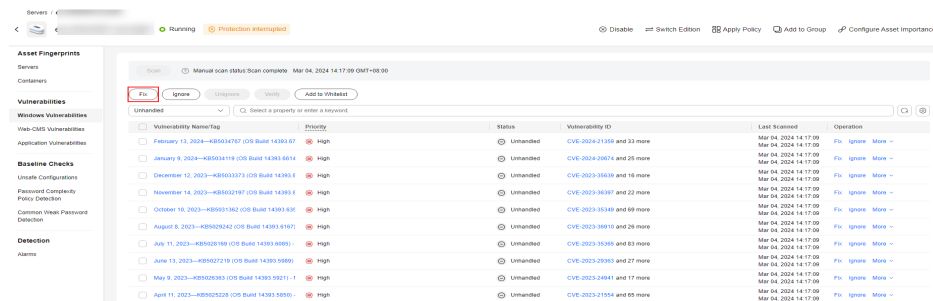 Servers /
Running Protection Interrupted
Disable Switch Edition Apply Policy Add to Group Configure Asset Importance
Asset Fingerprints
Servers
Containers
Vulnerabilities
Windows Vulnerabilities
Web-CMS Vulnerabilities
Application Vulnerabilities
Baseline Checks
Unsafe Configurations
Password Complexity
Policy Detection
Common Weak Password
Detection
Detection
Alarms
Scan Manual scan status:Scan complete Mar 04, 2024 14:17:09 GMT+08:00
Fix Ignore Unignore Verify Add to Whitelist
Unhandled Select a property or enter a keyword.
Vulnerability Name/Tag Priority Status Vulnerability ID Last Scanned Operation
February 13, 2024—KB5034767 (OS Build 14393.67 High Unhandled CVE-2024-21359 and 33 more Mar 04, 2024 14:17:09 Fix Ignore More
Mar 04, 2024 14:17:09
January 9, 2024—KB5034119 (OS Build 14393.6614 High Unhandled CVE-2024-20674 and 25 more Mar 04, 2024 14:17:09 Fix Ignore More
Mar 04, 2024 14:17:09
December 12, 2023—KB5033373 (OS Build 14393.6 High Unhandled CVE-2023-35639 and 16 more Mar 04, 2024 14:17:09 Fix Ignore More
Mar 04, 2024 14:17:09
November 14, 2023—KB5032197 (OS Build 14393.6 High Unhandled CVE-2023-36397 and 22 more Mar 04, 2024 14:17:09 Fix Ignore More
Mar 04, 2024 14:17:09
October 10, 2023—KB5031362 (OS Build 14393.635 High Unhandled CVE-2023-35349 and 69 more Mar 04, 2024 14:17:09 Fix Ignore More
Mar 04, 2024 14:17:09
August 8, 2023—KB5029242 (OS Build 14393.6167) High Unhandled CVE-2023-36910 and 26 more Mar 04, 2024 14:17:09 Fix Ignore More
Mar 04, 2024 14:17:09
July 11, 2023—KB5028169 (OS Build 14393.6085) - High Unhandled CVE-2023-35365 and 83 more Mar 04, 2024 14:17:09 Fix Ignore More
Mar 04, 2024 14:17:09
June 13, 2023—KB5027219 (OS Build 14393.5989) High Unhandled CVE-2023-29363 and 27 more Mar 04, 2024 14:17:09 Fix Ignore More
Mar 04, 2024 14:17:09
May 9, 2023—KB5026363 (OS Build 14393.5921) - High Unhandled CVE-2023-24941 and 17 more Mar 04, 2024 14:17:09 Fix Ignore More
Mar 04, 2024 14:17:09
April 11, 2023—KB5025228 (OS Build 14393.5850) - High Unhandled CVE-2023-21554 and 65 more Mar 04, 2024 14:17:09 Fix Ignore More
Mar 04, 2024 14:17:09